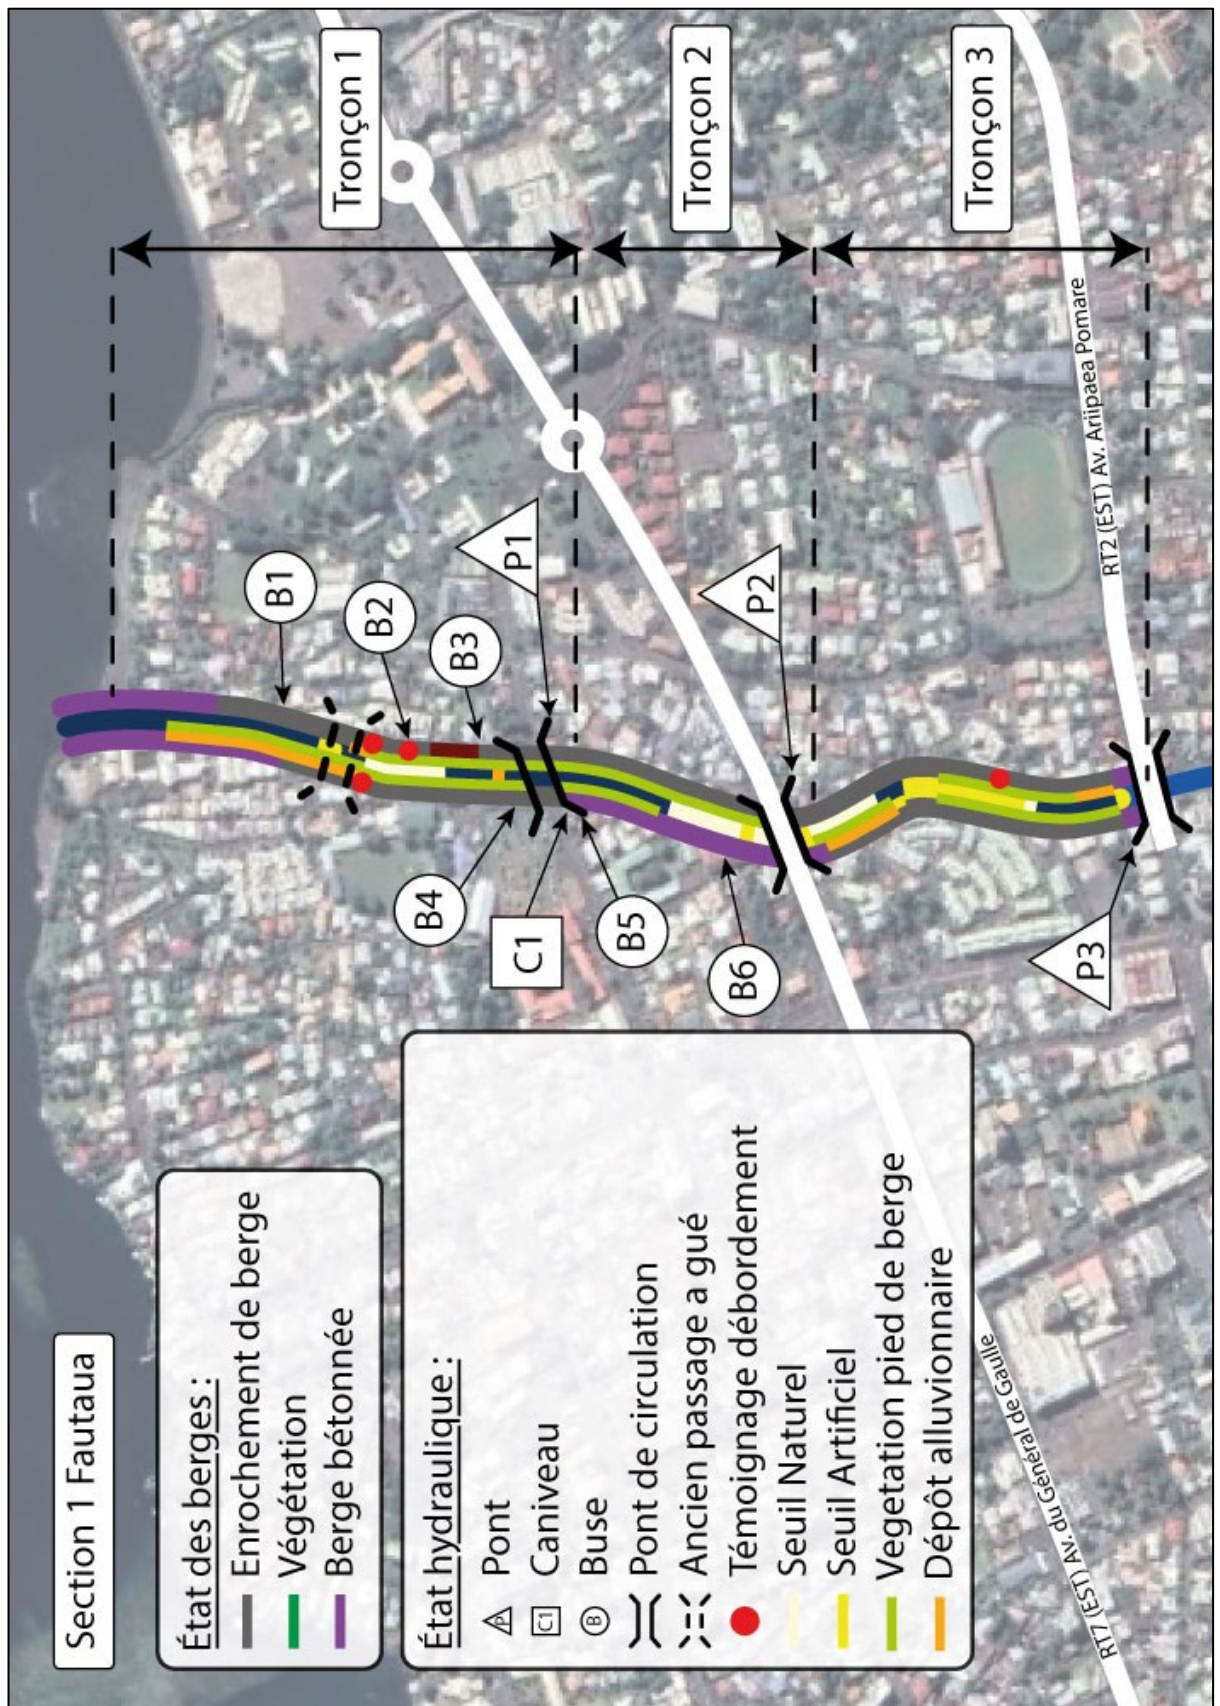 Section 1 Fautaua
État des berges :
Enrochement de berge
Végétation
Berge bétonnée
État hydraulique :
P Pont
C1 Caniveau
B Buse
Pont de circulation
Ancien passage a gué
Témoignage débordement
Seuil Naturel
Seuil Artificiel
Vegetation pied de berge
Dépôt alluvionnaire
B1
B2
B3
P1
B4
C1
B5
B6
P2
P3
Tronçon 1
Tronçon 2
Tronçon 3
RT7 (EST) Av. du Général de Gaulle
RT2 (EST) Av. Ariipaea Pomare